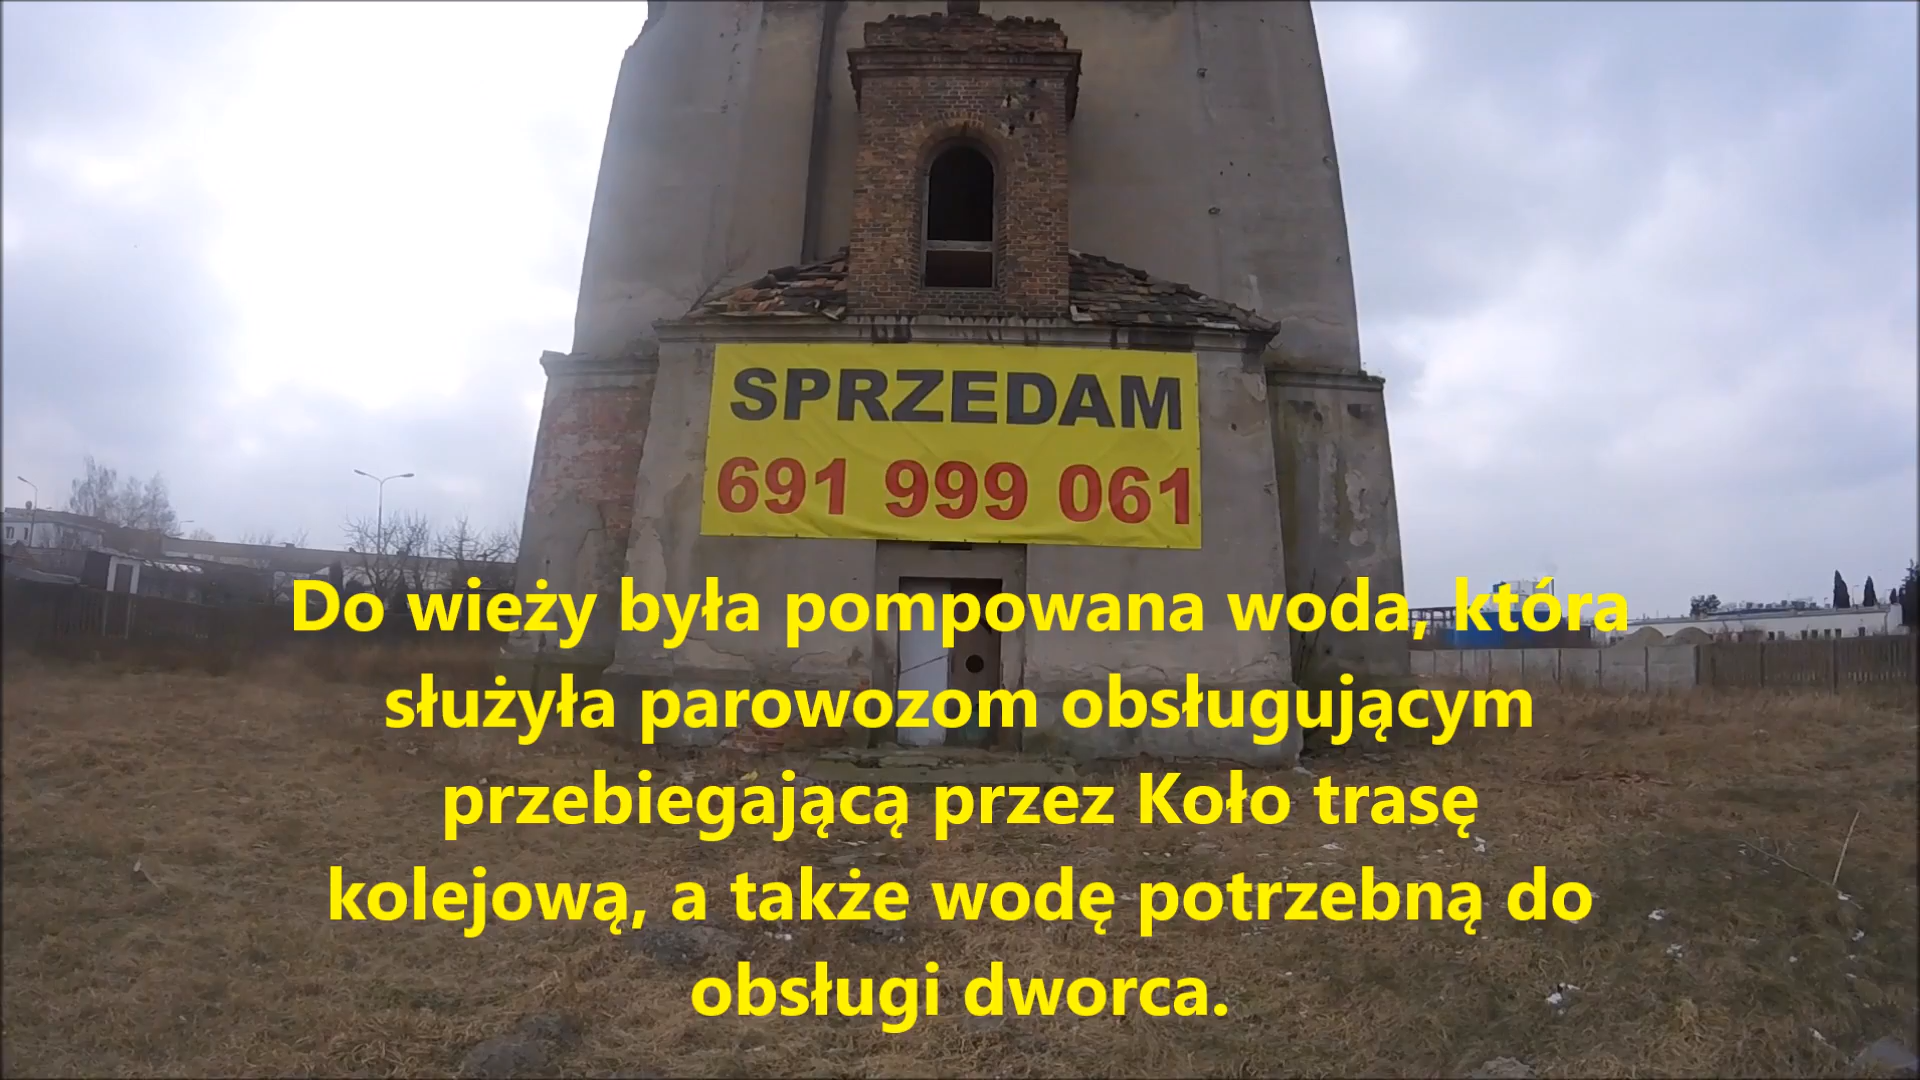 SPRZEDAM
691 999 061
Do wieży była pompowana woda, która
służyła parowozom obsługującym
przebiegającą przez Koło trasę
kolejową, a także wodę potrzebną do
obsługi dworca.